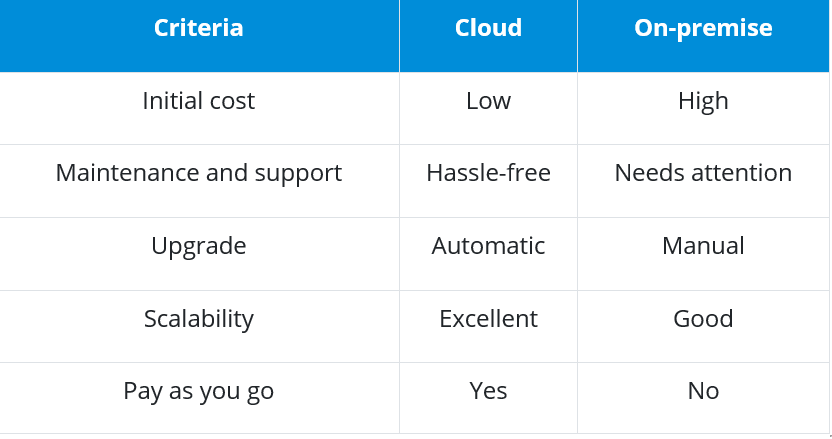 Criteria Cloud On-premise
Initial cost Low High
Maintenance and support Hassle-free Needs attention
Upgrade Automatic Manual
Scalability Excellent Good
Pay as you go Yes No